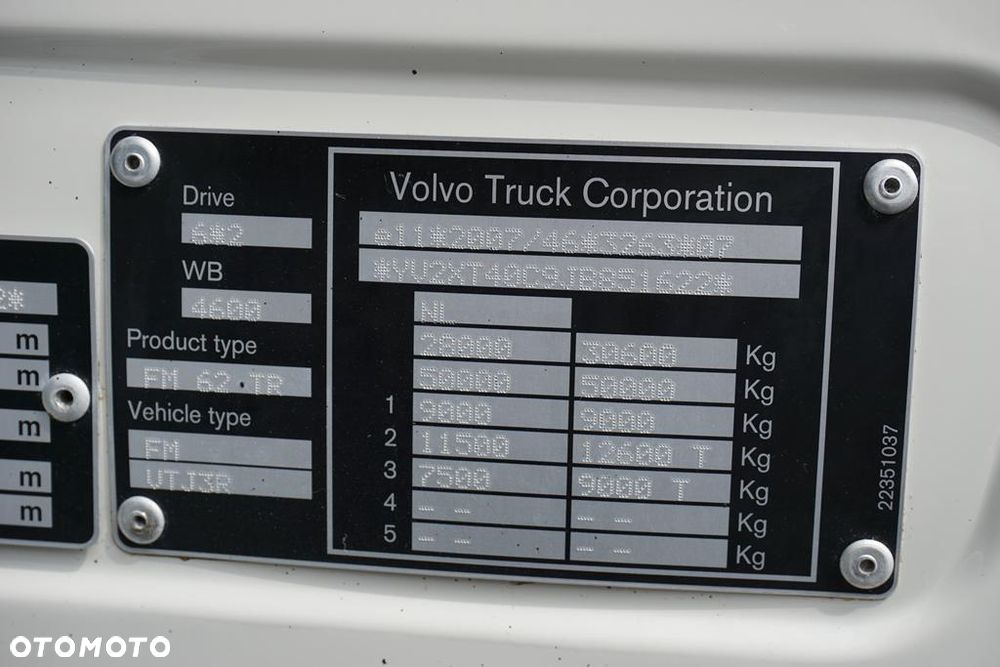 Drive
6*2
WB
4600
Product type
FM 62 TR
Vehicle type
FM
VTJ3R
Volvo Truck Corporation
e11*2007/46*3263*07
NL
25000 30600 Kg
50000 50000 Kg
1 9000 9000 Kg
2 11500 12600 T Kg
3 7500 9000 T Kg
4 -- -- Kg
5 -- -- Kg
22351037
2*
m
m
m
m
m
OTOMOTO